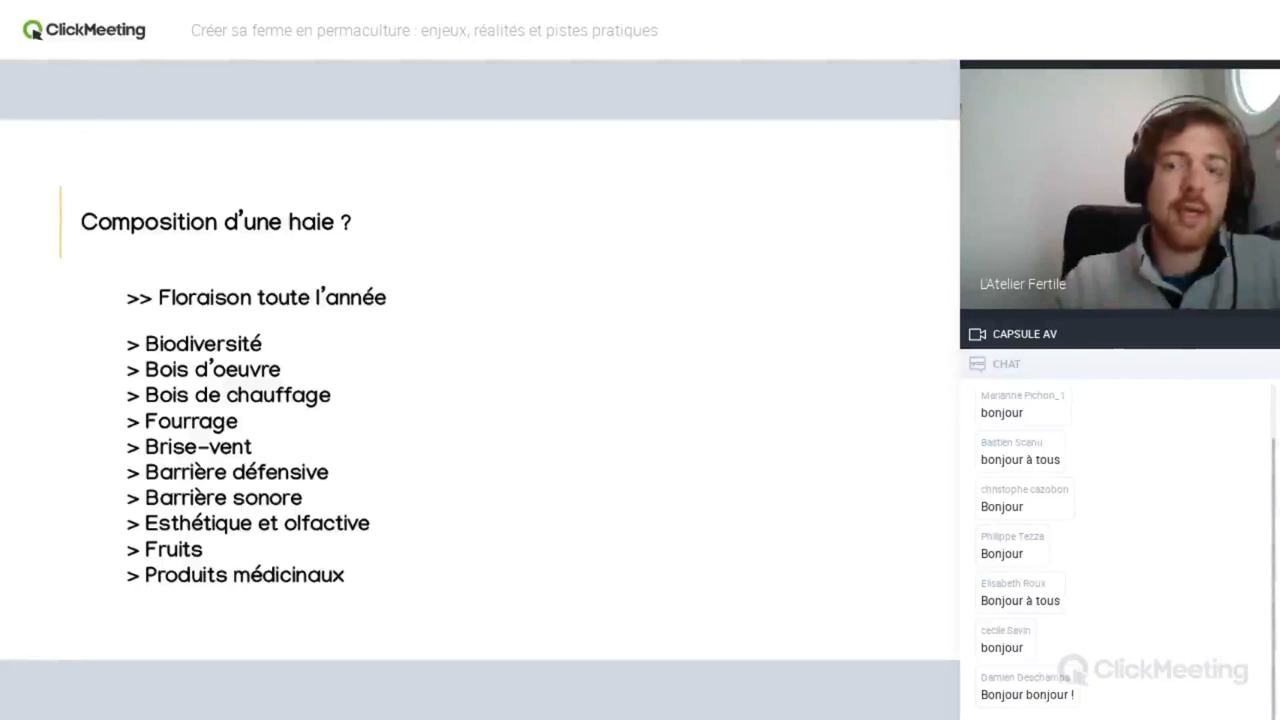 ClickMeeting
Créer sa ferme en permaculture : enjeux, réalités et pistes pratiques
Composition d'une haie ?
>> Floraison toute l'année
> Biodiversité
> Bois d'oeuvre
> Bois de chauffage
> Fourrage
> Brise-vent
> Barrière défensive
> Barrière sonore
> Esthétique et olfactive
> Fruits
> Produits médicinaux
L'Atelier Fertile
CAPSULE AV
CHAT
Marianne Pichon_1
bonjour
Bastien Scanu
bonjour à tous
christophe cazobon
Bonjour
Philippe Tezza
Bonjour
Elisabeth Roux
Bonjour à tous
cecile Savin
bonjour
Damien Deschamps
Bonjour bonjour !
ClickMeeting